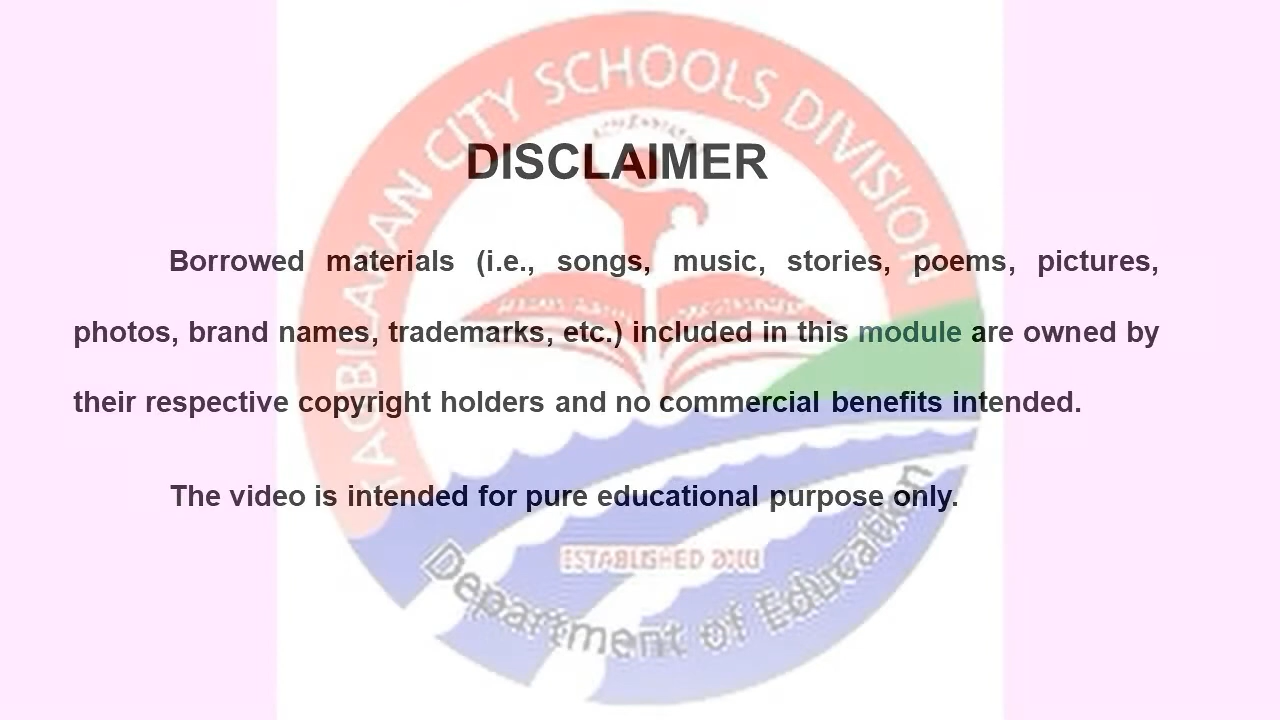 TAGBILARAN CITY SCHOOLS DIVISION
DISCLAIMER
Borrowed materials (i.e., songs, music, stories, poems, pictures,
photos, brand names, trademarks, etc.) included in this module are owned by
their respective copyright holders and no commercial benefits intended.
The video is intended for pure educational purpose only.
ESTABLISHED
Department of Education